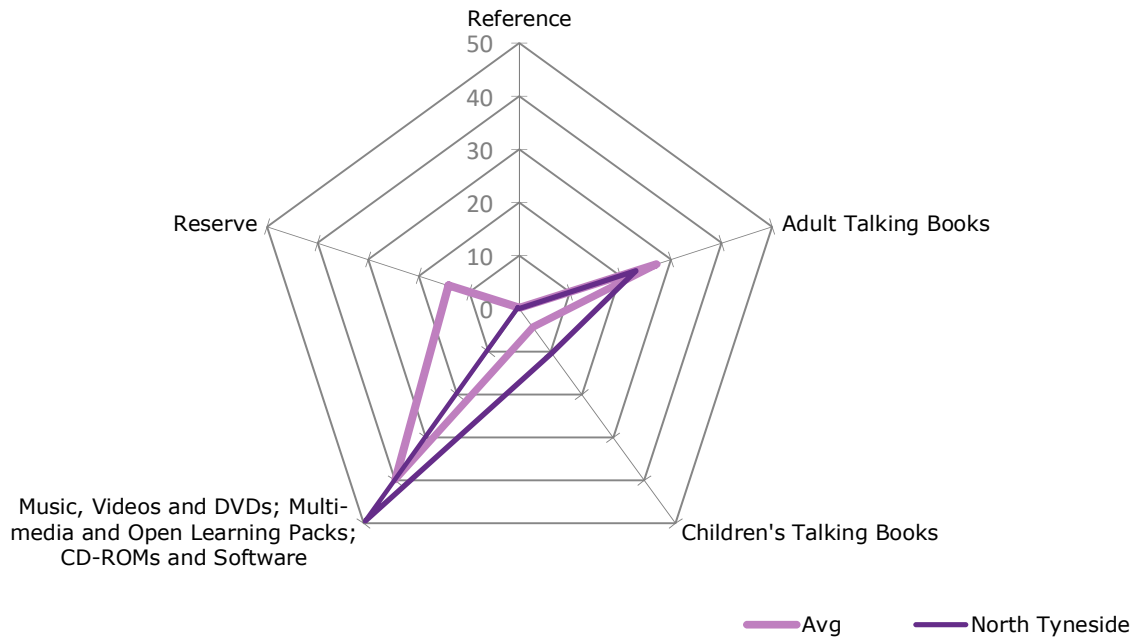 Reference
50
40
30
20
10
0
Reserve
Adult Talking Books
Music, Videos and DVDs; Multi-
media and Open Learning Packs;
CD-ROMs and Software
Children's Talking Books
Avg
North Tyneside